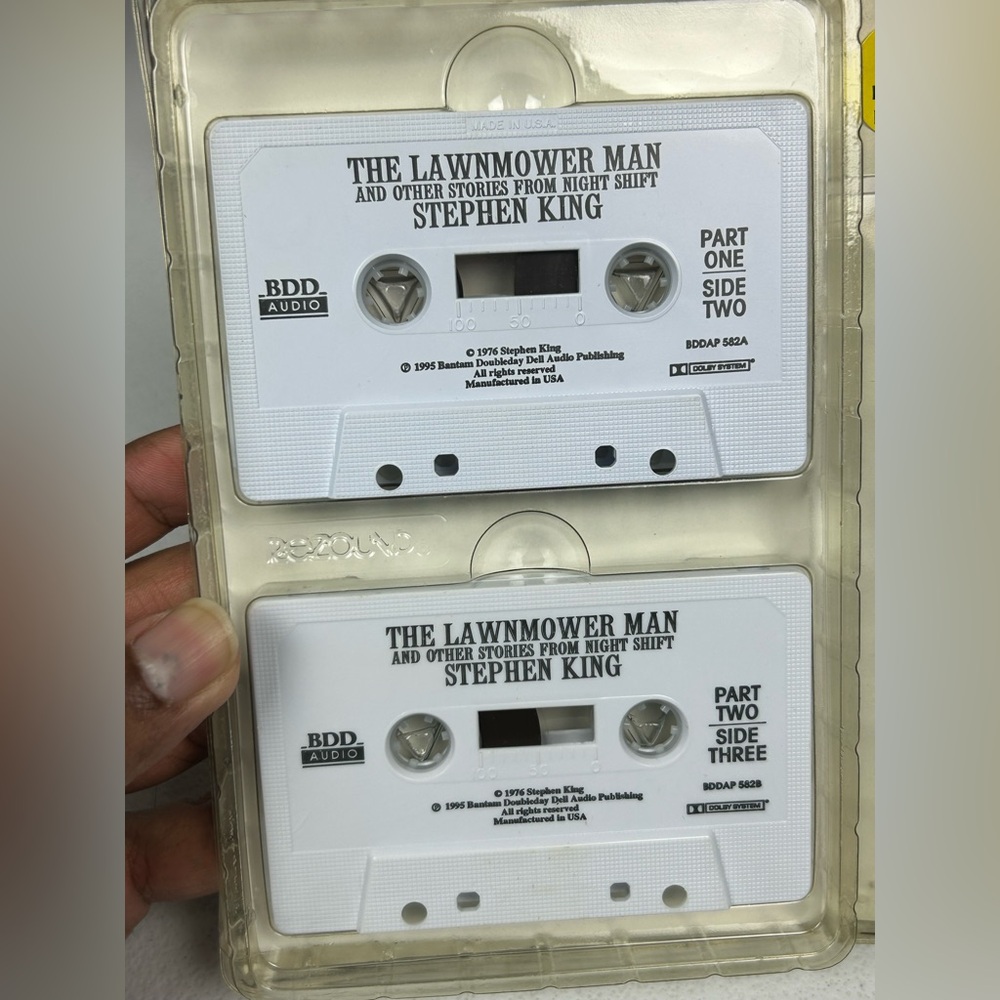 MADE IN U.S.A.
THE LAWNMOWER MAN
AND OTHER STORIES FROM NIGHT SHIFT
STEPHEN KING
BDD
AUDIO
PART
ONE
SIDE
TWO
100 50 0
BDDAP 582A
DOLBY SYSTEM®
© 1976 Stephen King
℗ 1995 Bantam Doubleday Dell Audio Publishing
All rights reserved
Manufactured in USA
THE LAWNMOWER MAN
AND OTHER STORIES FROM NIGHT SHIFT
STEPHEN KING
BDD
AUDIO
PART
TWO
SIDE
THREE
100 50 0
BDDAP 582B
DOLBY SYSTEM®
© 1976 Stephen King
℗ 1995 Bantam Doubleday Dell Audio Publishing
All rights reserved
Manufactured in USA